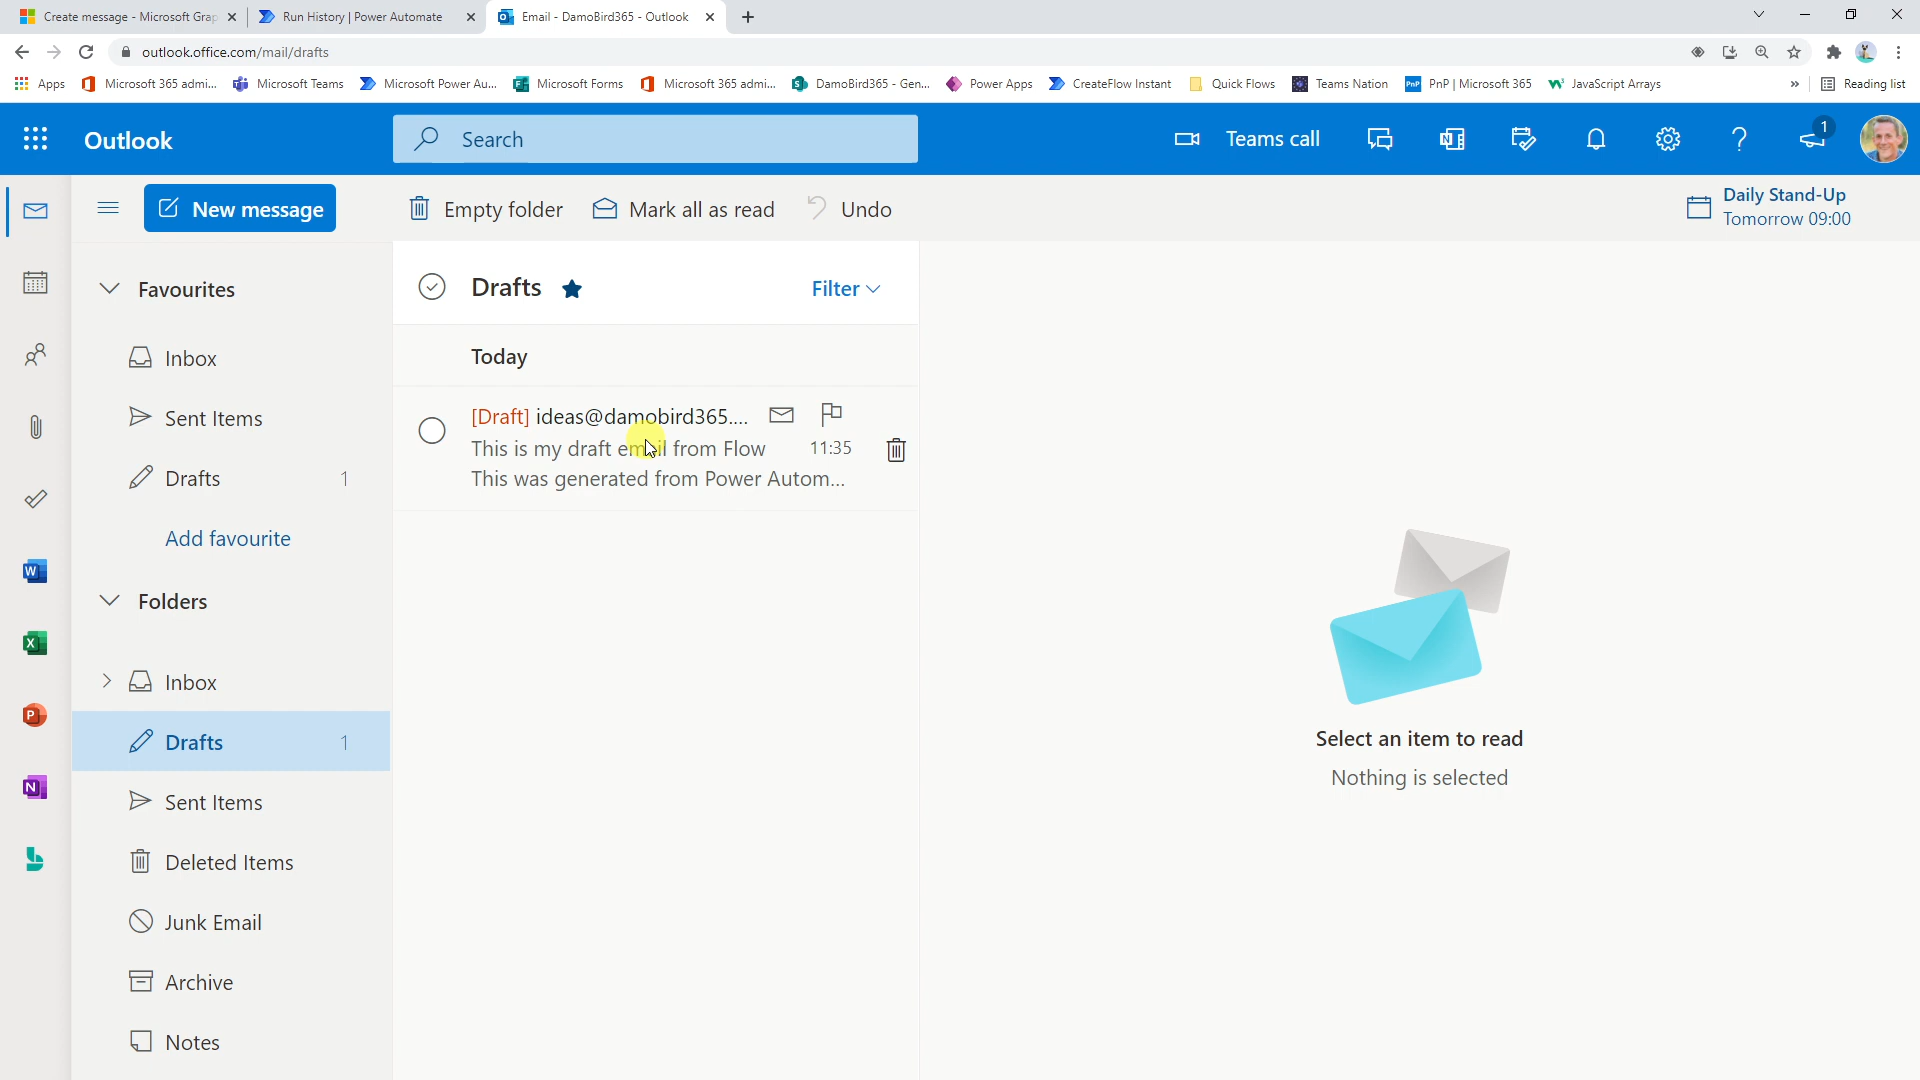 Create message - Microsoft Grap
Run History | Power Automate
Email - DamoBird365 - Outlook
outlook.office.com/mail/drafts
Apps
Microsoft 365 admi...
Microsoft Teams
Microsoft Power Au...
Microsoft Forms
Microsoft 365 admi...
DamoBird365 - Gen...
Power Apps
CreateFlow Instant
Quick Flows
Teams Nation
PnP | Microsoft 365
JavaScript Arrays
»
Reading list
Outlook
Search
Teams call
1
New message
Empty folder
Mark all as read
Undo
Daily Stand-Up
Tomorrow 09:00
Favourites
Inbox
Sent Items
Drafts 1
Add favourite
Folders
Inbox
Drafts 1
Sent Items
Deleted Items
Junk Email
Archive
Notes
Drafts
Filter
Today
[Draft] ideas@damobird365....
This is my draft email from Flow 11:35
This was generated from Power Autom...
Select an item to read
Nothing is selected